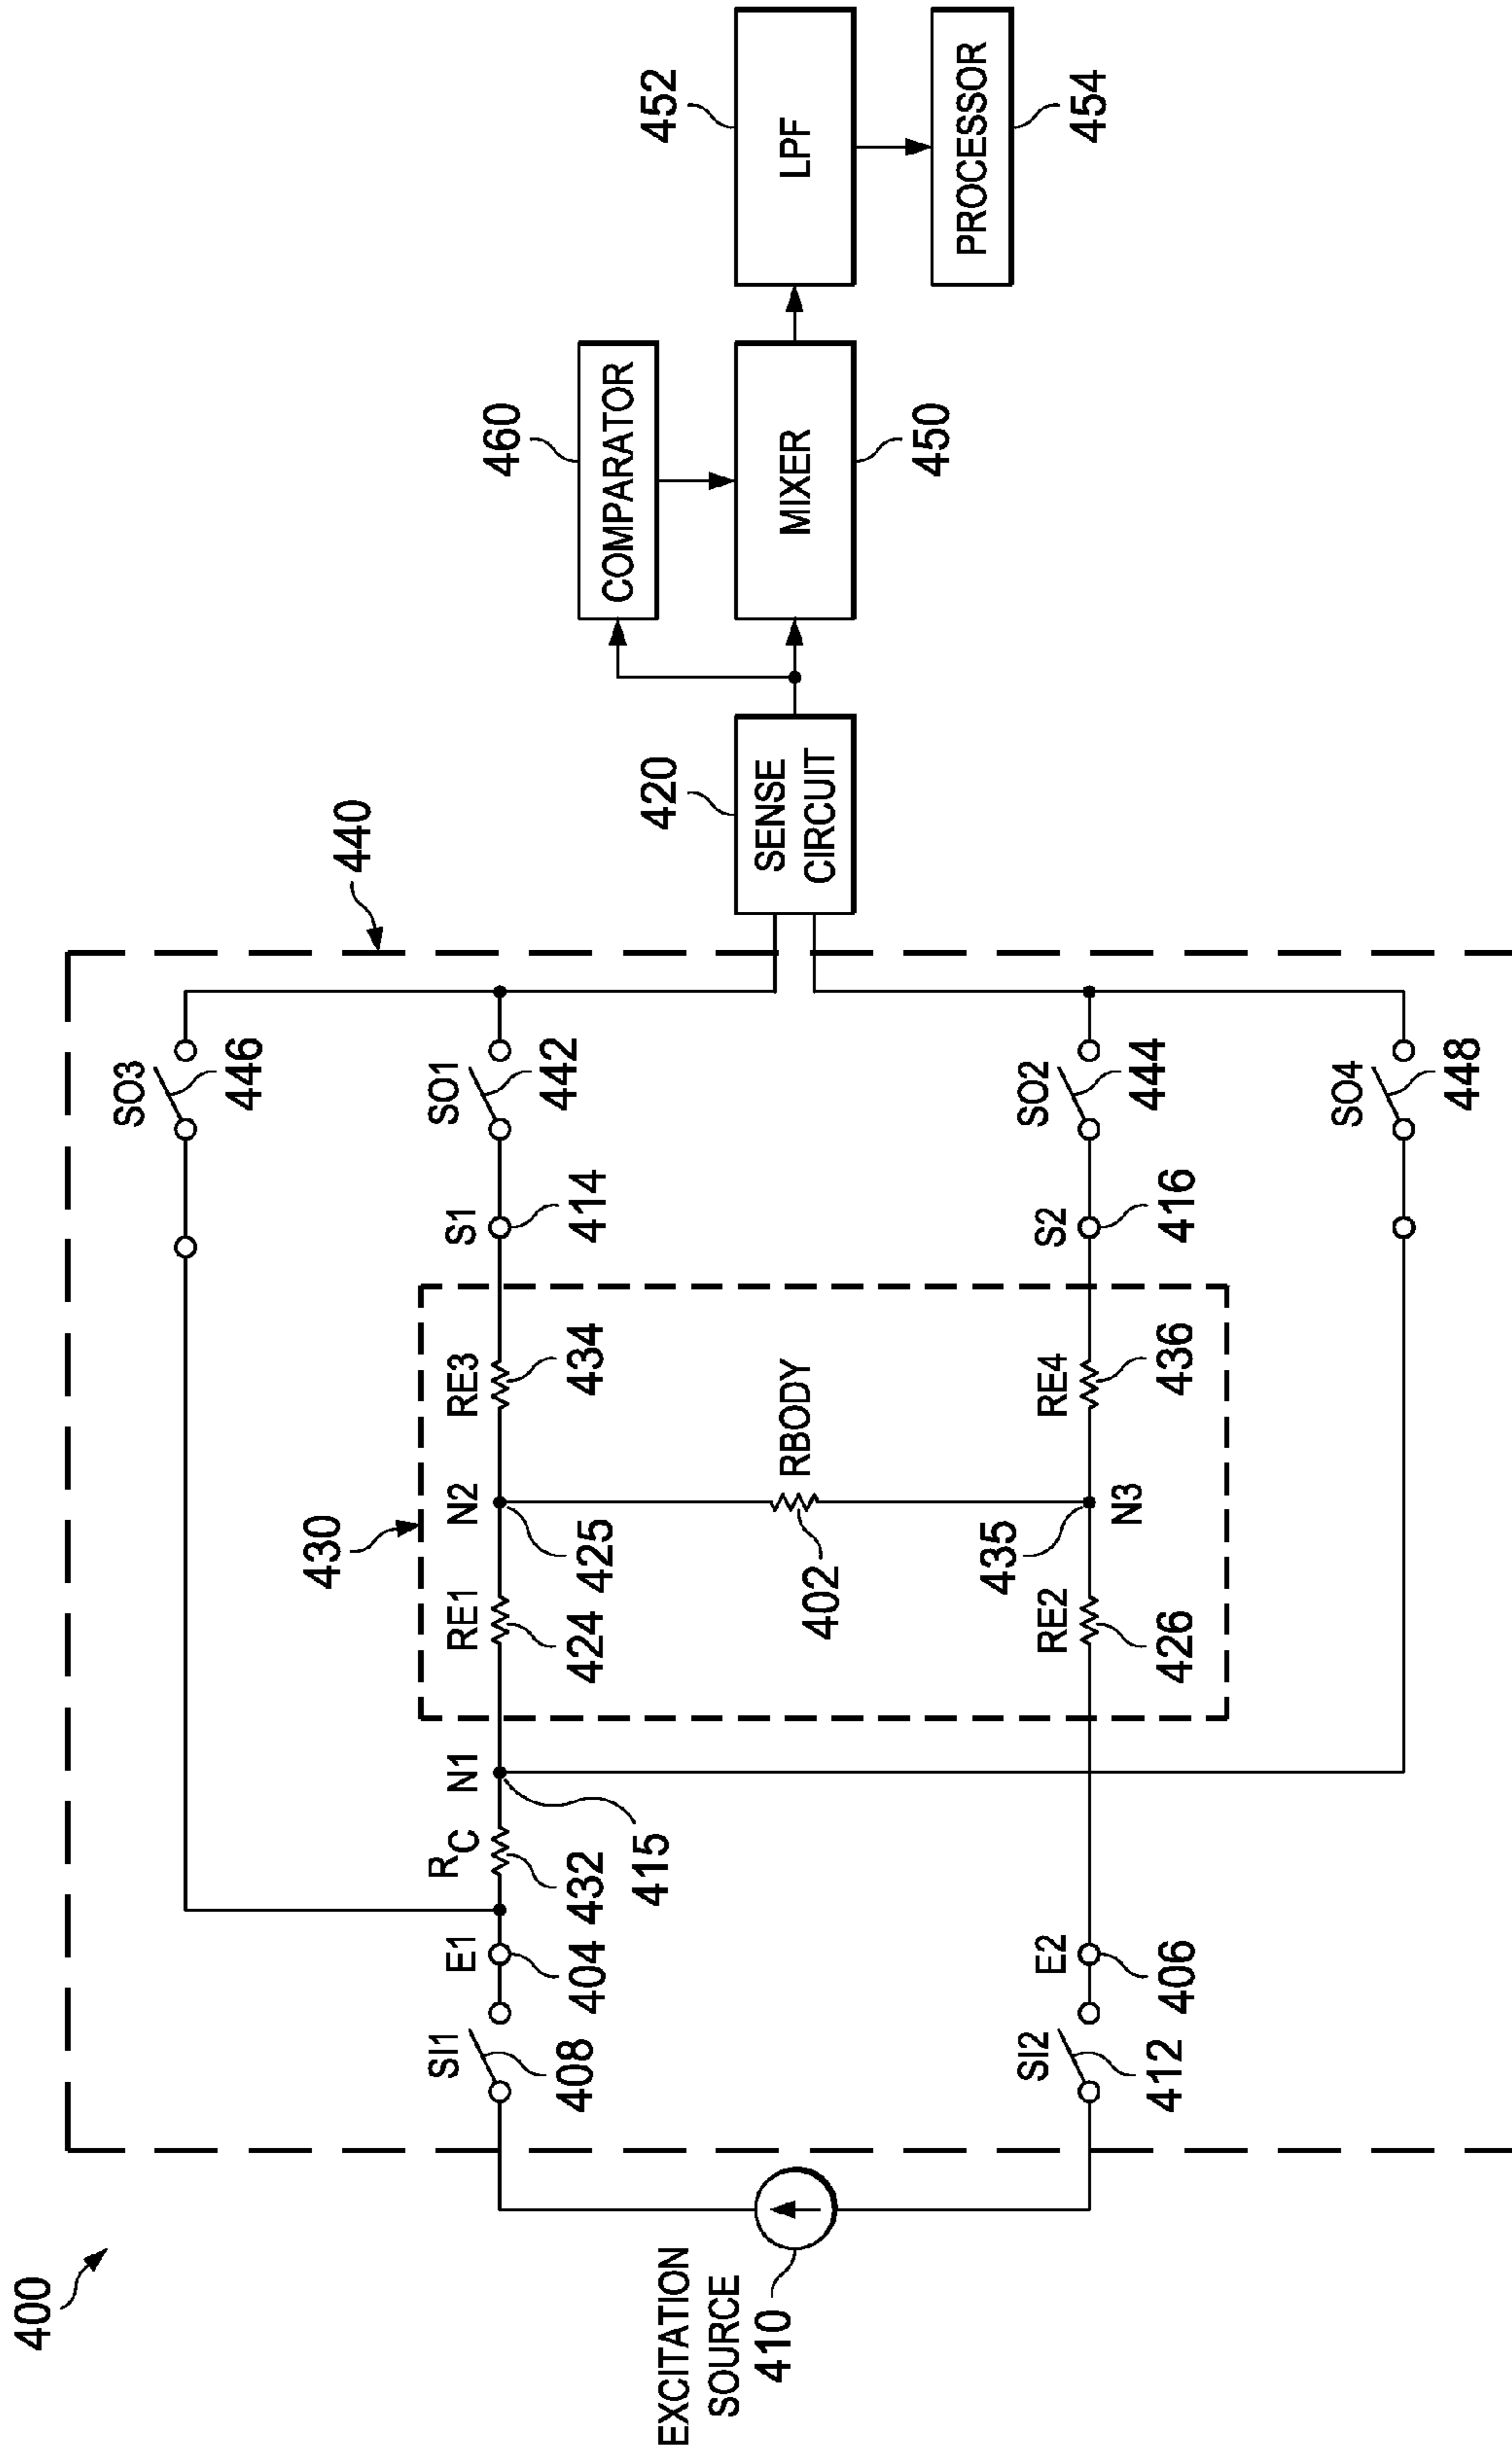 400
EXCITATION
SOURCE
410
440
SI1
408
E1
404
RC
432
N1
415
430
RE1
424
N2
425
RE3
434
S1
414
SO1
442
SO3
446
RBODY
402
SI2
412
E2
406
RE2
426
435
N3
RE4
436
S2
416
SO2
444
SO4
448
420
SENSE
CIRCUIT
460
COMPARATOR
MIXER
450
452
LPF
PROCESSOR
454